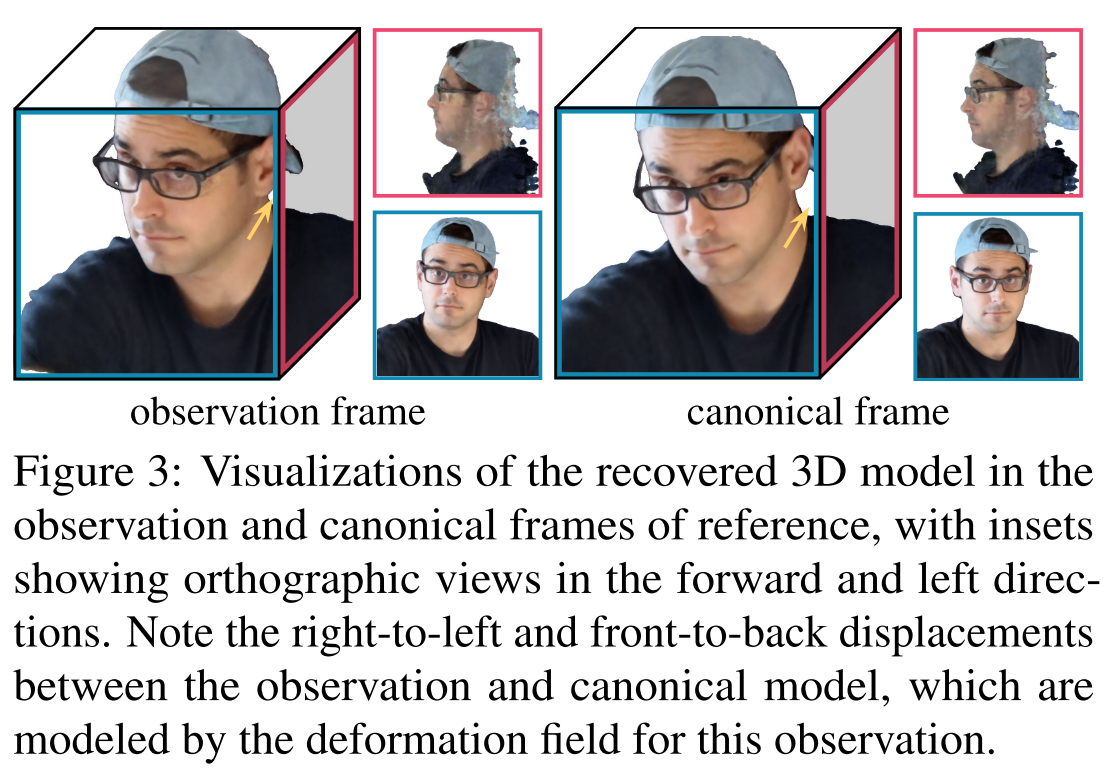 observation frame
canonical frame
Figure 3: Visualizations of the recovered 3D model in the
observation and canonical frames of reference, with insets
showing orthographic views in the forward and left direc-
tions. Note the right-to-left and front-to-back displacements
between the observation and canonical model, which are
modeled by the deformation field for this observation.